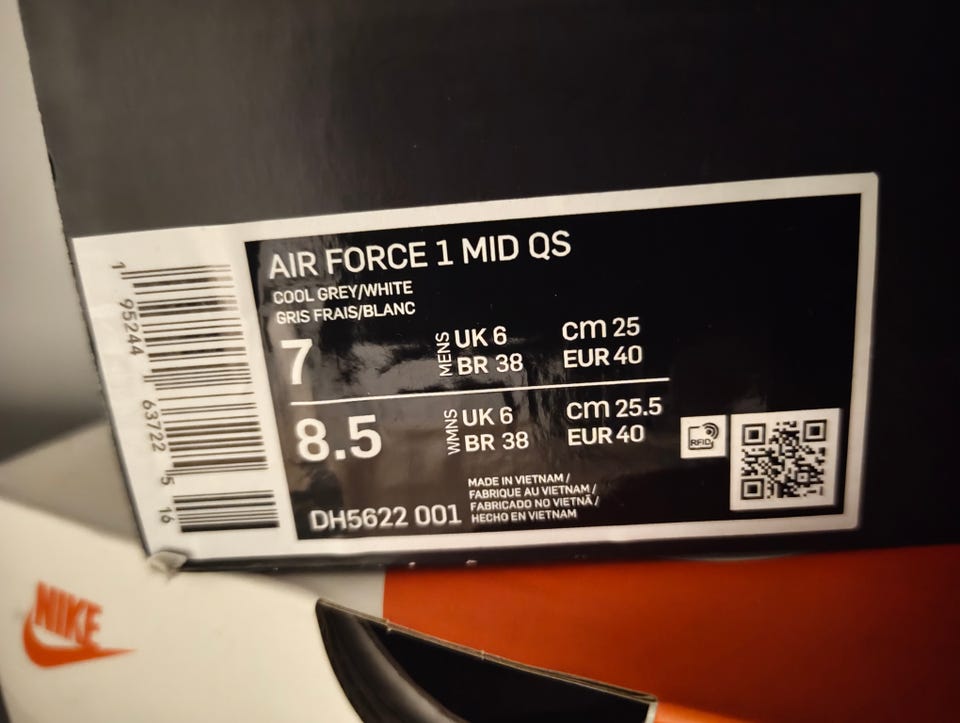 AIR FORCE 1 MID QS
COOL GREY/WHITE
GRIS FRAIS/BLANC
7
MENS
UK 6
BR 38
cm 25
EUR 40
8.5
WMNS
UK 6
BR 38
cm 25.5
EUR 40
RFID
MADE IN VIETNAM /
FABRIQUE AU VIETNAM /
FABRICADO NO VIETNÃ /
HECHO EN VIETNAM
DH5622 001
1 95244 63722 5 16
NIKE